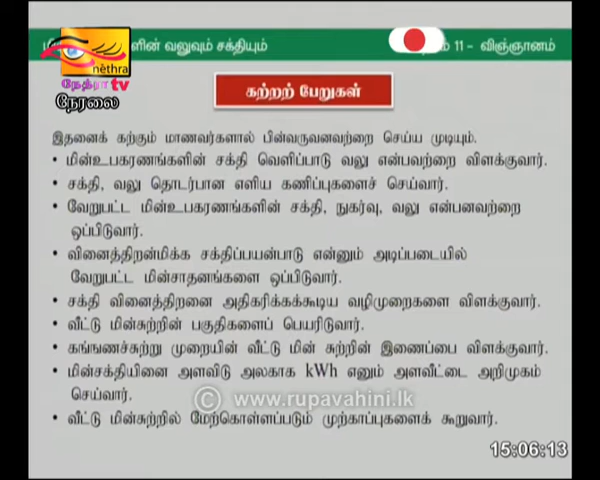 ளின் வலுவும் சக்தியும்
11 - விஞ்ஞானம்
nethra
நேத்ரா tv
நேரலை
கற்றற் பேறுகள்
இதனைக் கற்கும் மாணவர்களால் பின்வருவனவற்றை செய்ய முடியும்.
• மின்உபகரணங்களின் சக்தி வெளிப்பாடு வலு என்பவற்றை விளக்குவார்.
• சக்தி, வலு தொடர்பான எளிய கணிப்புகளைச் செய்வார்.
• வேறுபட்ட மின்உபகரணங்களின் சக்தி, நுகர்வு, வலு என்பனவற்றை
ஒப்பிடுவார்.
• வினைத்திறன்மிக்க சக்திப்பயன்பாடு என்னும் அடிப்படையில்
வேறுபட்ட மின்சாதனங்களை ஒப்பிடுவார்.
• சக்தி வினைத்திறனை அதிகரிக்கக்கூடிய வழிமுறைகளை விளக்குவார்.
• வீட்டு மின்சுற்றின் பகுதிகளைப் பெயரிடுவார்.
• கங்ஙணச்சுற்று முறையின் வீட்டு மின் சுற்றின் இணைப்பை விளக்குவார்.
• மின்சக்தியினை அளவிடு அலகாக kWh எனும் அளவீட்டை அறிமுகம்
செய்வார்.
© www.rupavahini.lk
• வீட்டு மின்சுற்றில் மேற்கொள்ளப்படும் முற்காப்புகளைக் கூறுவார்.
15:06:13